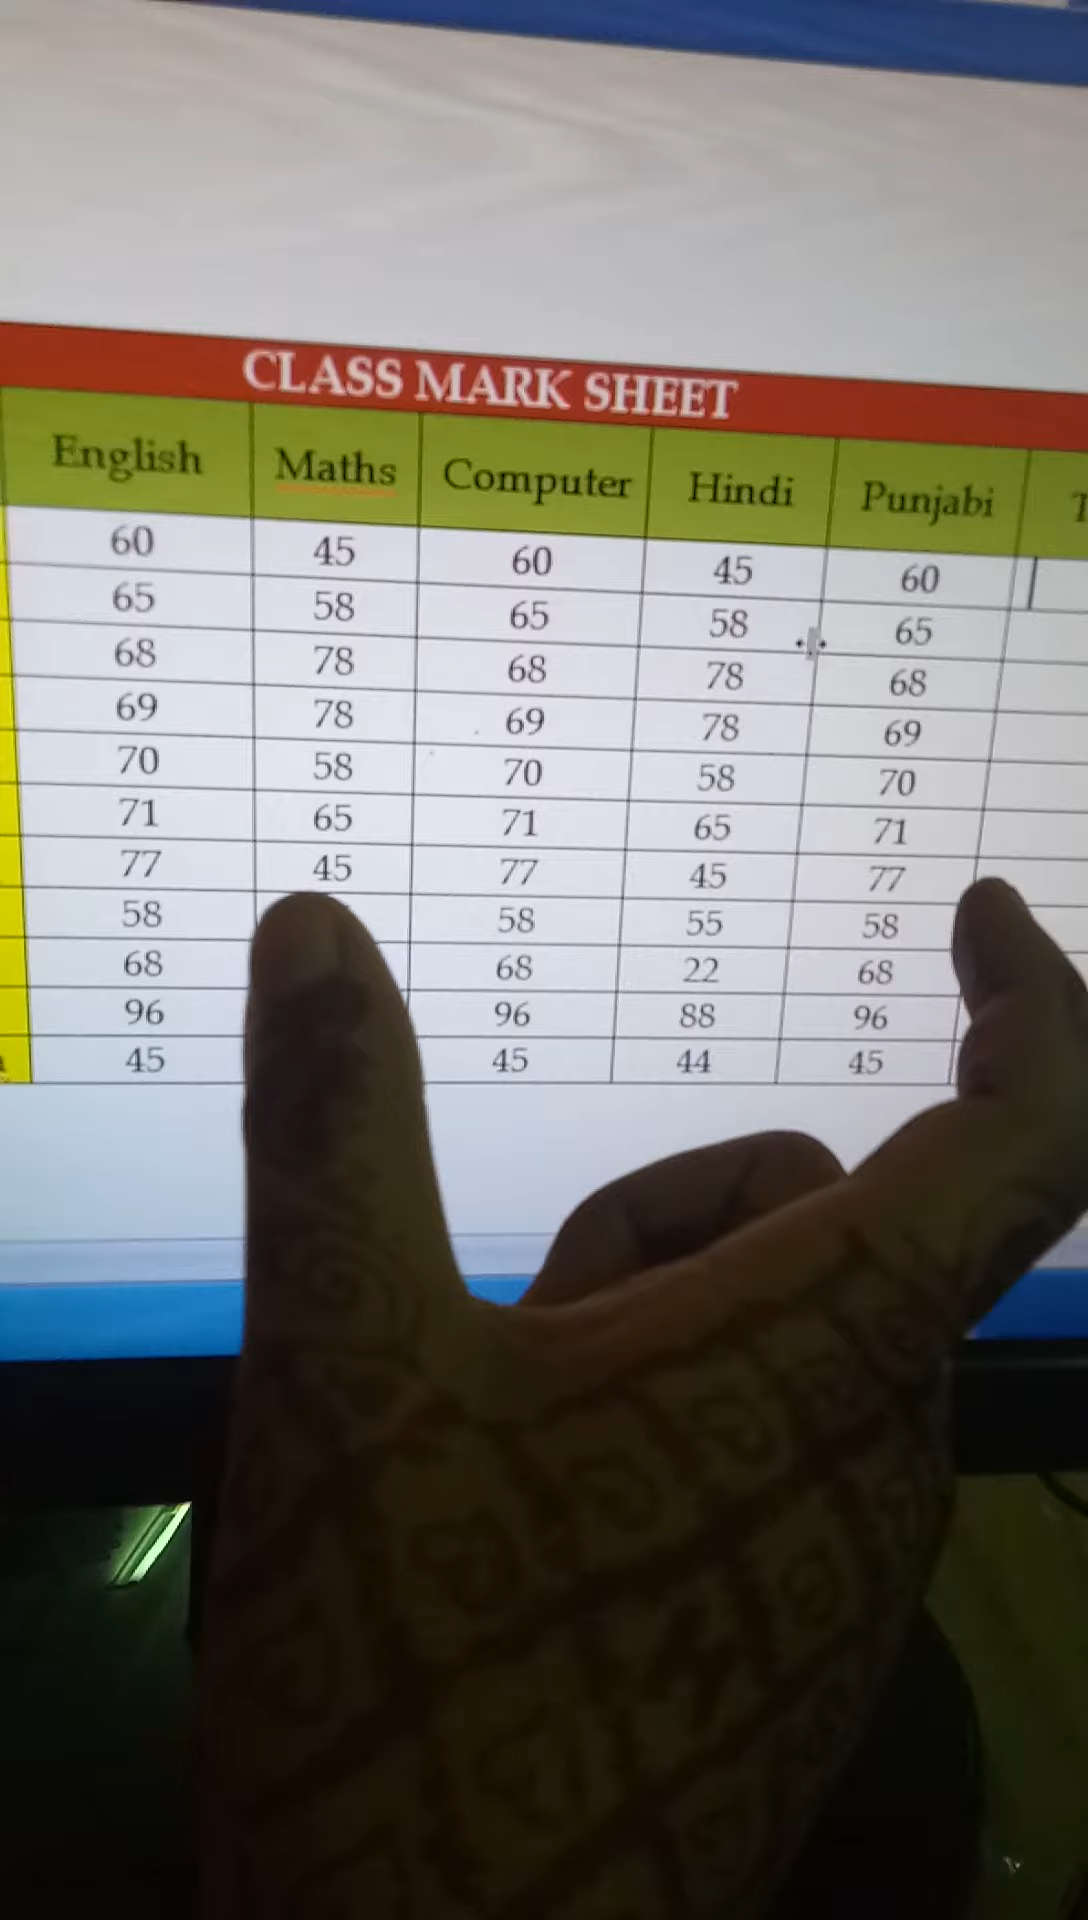 CLASS MARK SHEET
English Maths Computer Hindi Punjabi T
60 45 60 45 60
65 58 65 58 65
68 78 68 78 68
69 78 69 78 69
70 58 70 58 70
71 65 71 65 71
77 45 77 45 77
58 58 55 58
68 68 22 68
96 96 88 96
45 45 44 45